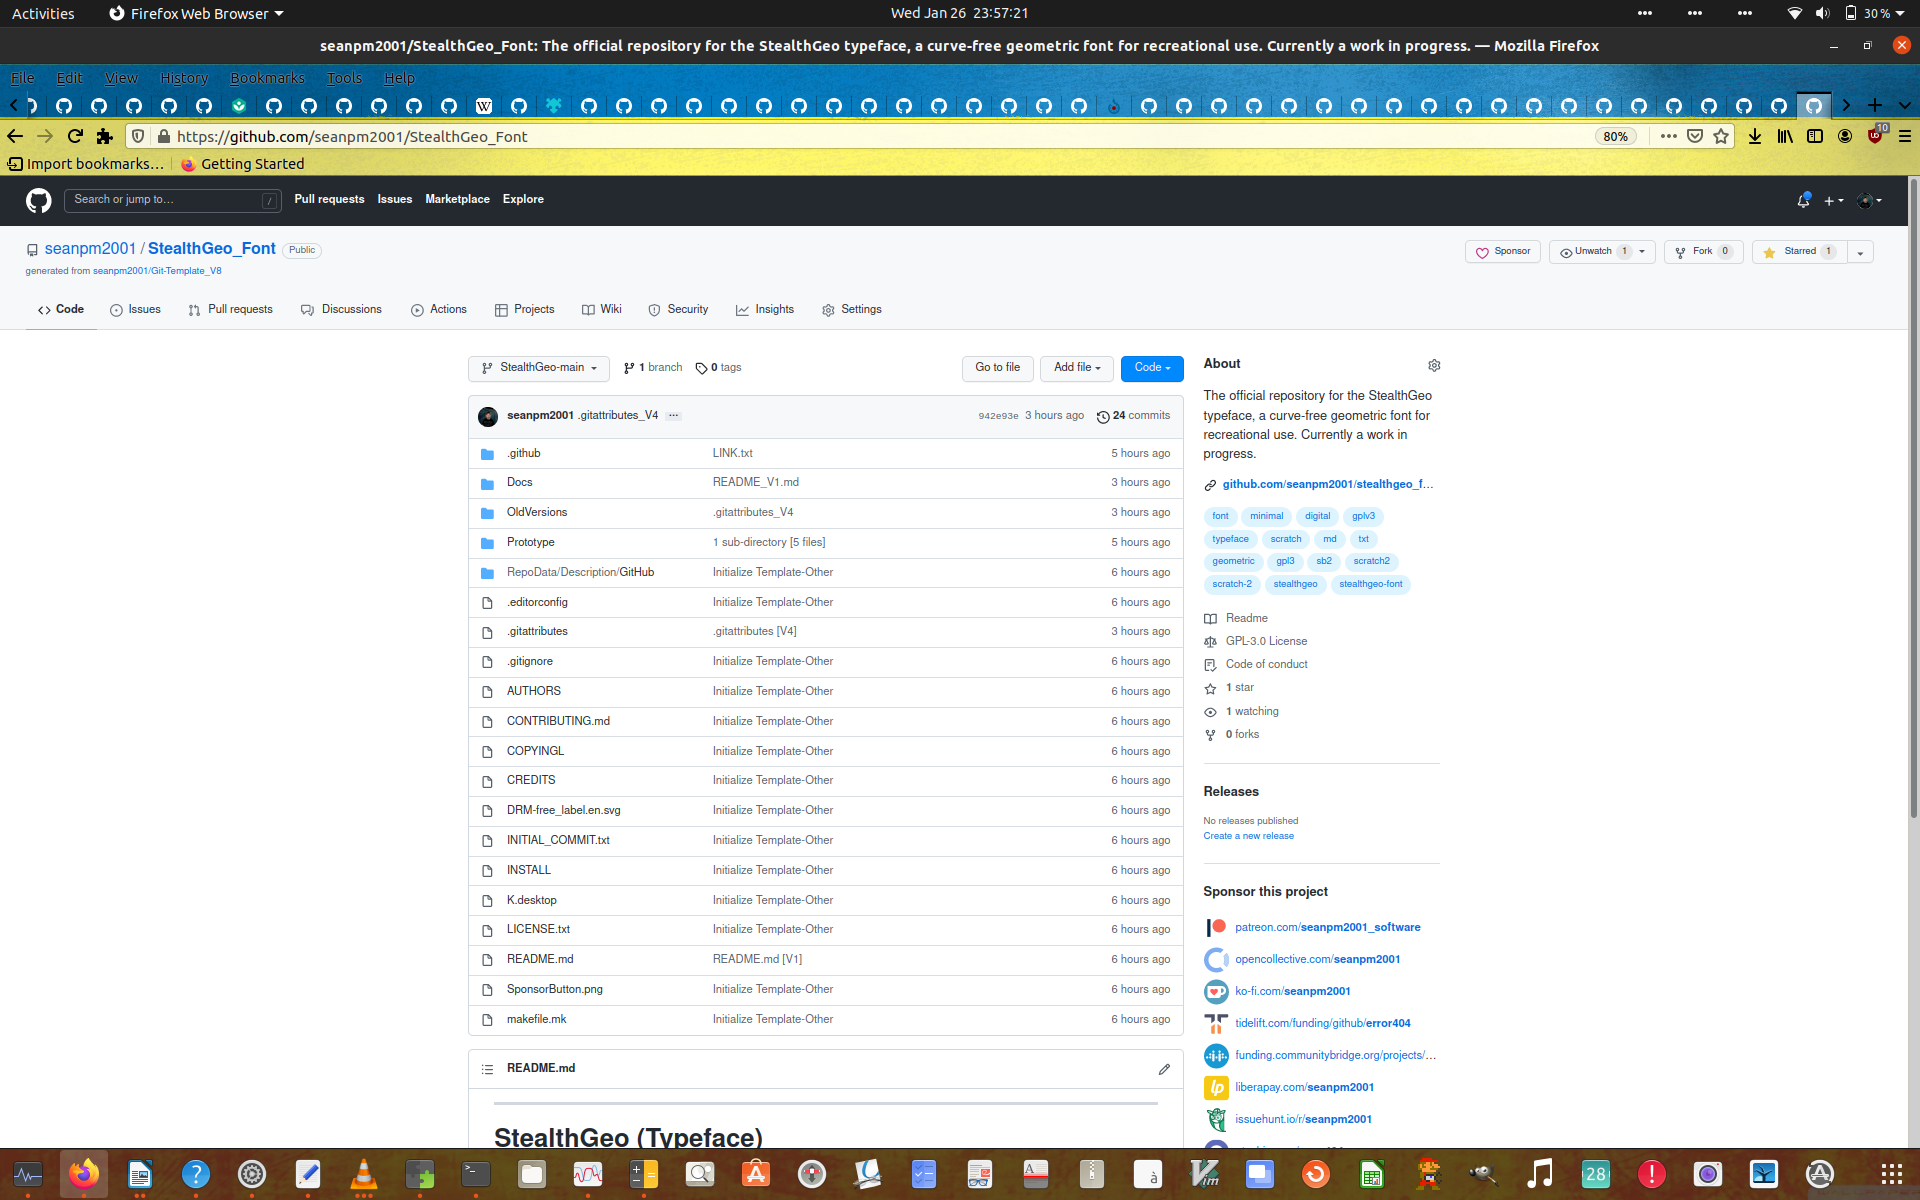 Activities
Firefox Web Browser
Wed Jan 26 23:57:21
30 %
seanpm2001/StealthGeo_Font: The official repository for the StealthGeo typeface, a curve-free geometric font for recreational use. Currently a work in progress. — Mozilla Firefox
File Edit View History Bookmarks Tools Help
https://github.com/seanpm2001/StealthGeo_Font
80%
10
Import bookmarks...
Getting Started
Search or jump to...
/
Pull requests Issues Marketplace Explore
seanpm2001 / StealthGeo_Font Public
generated from seanpm2001/Git-Template_V8
Sponsor
Unwatch 1
Fork 0
Starred 1
Code Issues Pull requests Discussions Actions Projects Wiki Security Insights Settings
StealthGeo-main
1 branch
0 tags
Go to file
Add file
Code
seanpm2001 .gitattributes_V4 ...
942e93e 3 hours ago 24 commits
.github LINK.txt 5 hours ago
Docs README_V1.md 3 hours ago
OldVersions .gitattributes_V4 3 hours ago
Prototype 1 sub-directory [5 files] 5 hours ago
RepoData/Description/GitHub Initialize Template-Other 6 hours ago
.editorconfig Initialize Template-Other 6 hours ago
.gitattributes .gitattributes [V4] 3 hours ago
.gitignore Initialize Template-Other 6 hours ago
AUTHORS Initialize Template-Other 6 hours ago
CONTRIBUTING.md Initialize Template-Other 6 hours ago
COPYINGL Initialize Template-Other 6 hours ago
CREDITS Initialize Template-Other 6 hours ago
DRM-free_label.en.svg Initialize Template-Other 6 hours ago
INITIAL_COMMIT.txt Initialize Template-Other 6 hours ago
INSTALL Initialize Template-Other 6 hours ago
K.desktop Initialize Template-Other 6 hours ago
LICENSE.txt Initialize Template-Other 6 hours ago
README.md README.md [V1] 6 hours ago
SponsorButton.png Initialize Template-Other 6 hours ago
makefile.mk Initialize Template-Other 6 hours ago
README.md
StealthGeo (Typeface)
About
The official repository for the StealthGeo
typeface, a curve-free geometric font for
recreational use. Currently a work in
progress.
github.com/seanpm2001/stealthgeo_f...
font minimal digital gplv3
typeface scratch md txt
geometric gpl3 sb2 scratch2
scratch-2 stealthgeo stealthgeo-font
Readme
GPL-3.0 License
Code of conduct
1 star
1 watching
0 forks
Releases
No releases published
Create a new release
Sponsor this project
patreon.com/seanpm2001_software
opencollective.com/seanpm2001
ko-fi.com/seanpm2001
tidelift.com/funding/github/error404
funding.communitybridge.org/projects/...
liberapay.com/seanpm2001
issuehunt.io/r/seanpm2001
28